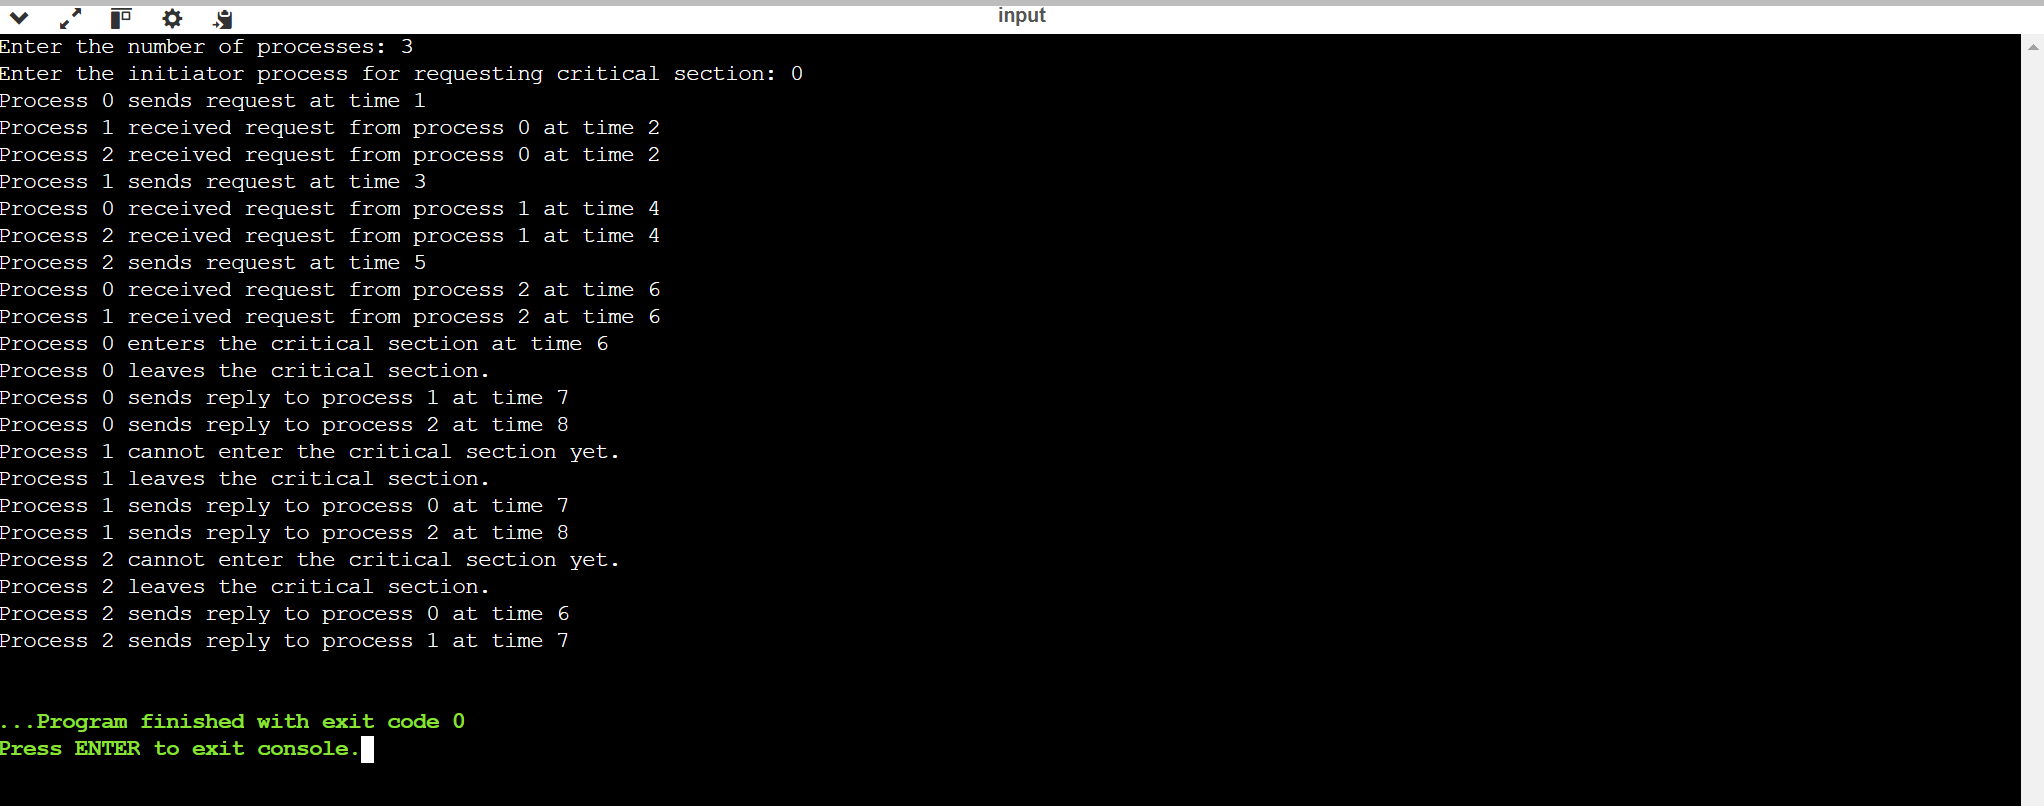 input
Enter the number of processes: 3
Enter the initiator process for requesting critical section: 0
Process 0 sends request at time 1
Process 1 received request from process 0 at time 2
Process 2 received request from process 0 at time 2
Process 1 sends request at time 3
Process 0 received request from process 1 at time 4
Process 2 received request from process 1 at time 4
Process 2 sends request at time 5
Process 0 received request from process 2 at time 6
Process 1 received request from process 2 at time 6
Process 0 enters the critical section at time 6
Process 0 leaves the critical section.
Process 0 sends reply to process 1 at time 7
Process 0 sends reply to process 2 at time 8
Process 1 cannot enter the critical section yet.
Process 1 leaves the critical section.
Process 1 sends reply to process 0 at time 7
Process 1 sends reply to process 2 at time 8
Process 2 cannot enter the critical section yet.
Process 2 leaves the critical section.
Process 2 sends reply to process 0 at time 6
Process 2 sends reply to process 1 at time 7
...Program finished with exit code 0
Press ENTER to exit console.